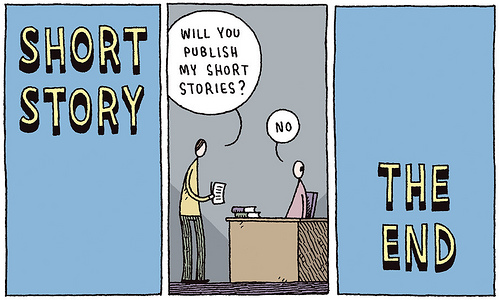 SHORT
STORY
WILL YOU
PUBLISH
MY SHORT
STORIES?
NO
THE
END